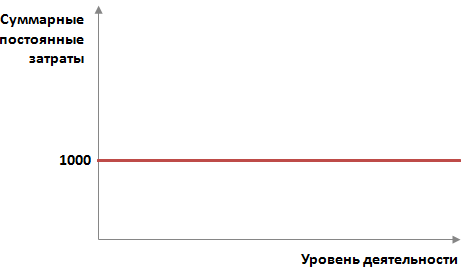 Суммарные
постоянные
затраты
1000
Уровень деятельности